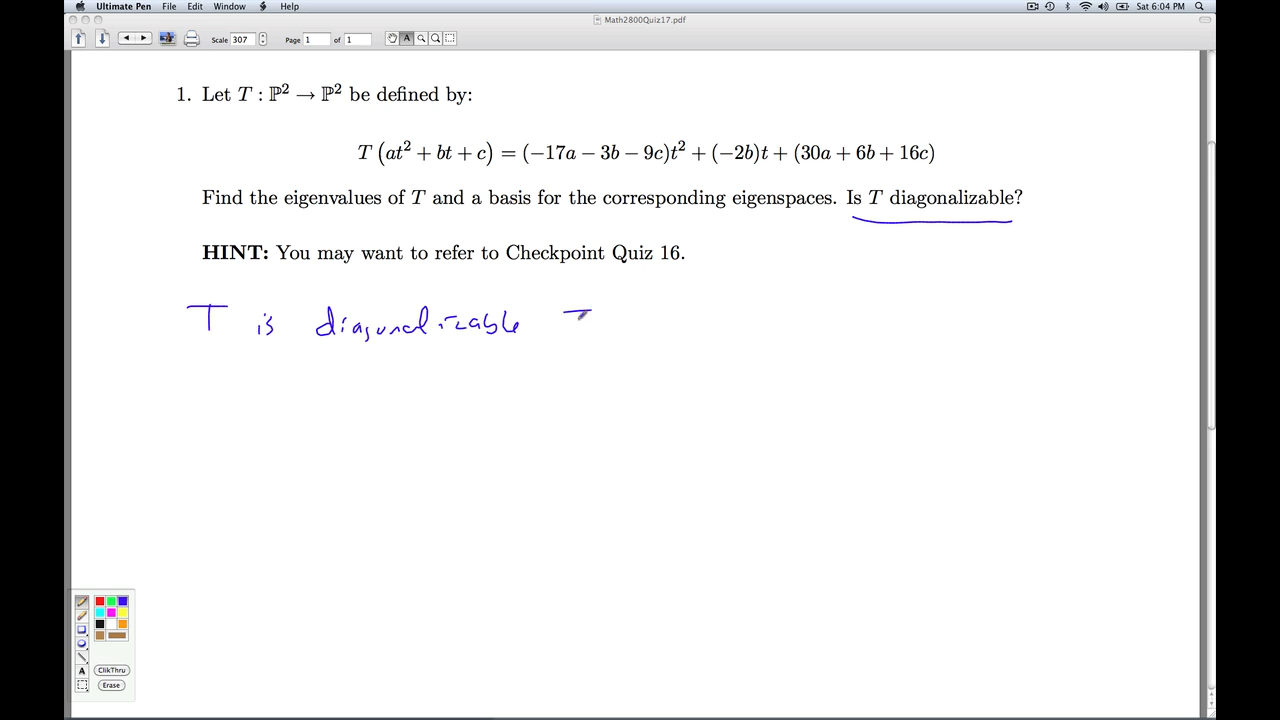 Ultimate Pen File Edit Window Help Sat 6:04 PM
Math2800Quiz17.pdf
Scale 307 Page 1 of 1 A
1. Let T : ℙ² → ℙ² be defined by:
T (at² + bt + c) = (−17a − 3b − 9c)t² + (−2b)t + (30a + 6b + 16c)
Find the eigenvalues of T and a basis for the corresponding eigenspaces. Is T diagonalizable?
HINT: You may want to refer to Checkpoint Quiz 16.
T is diagonalizable
A
ClikThru
Erase